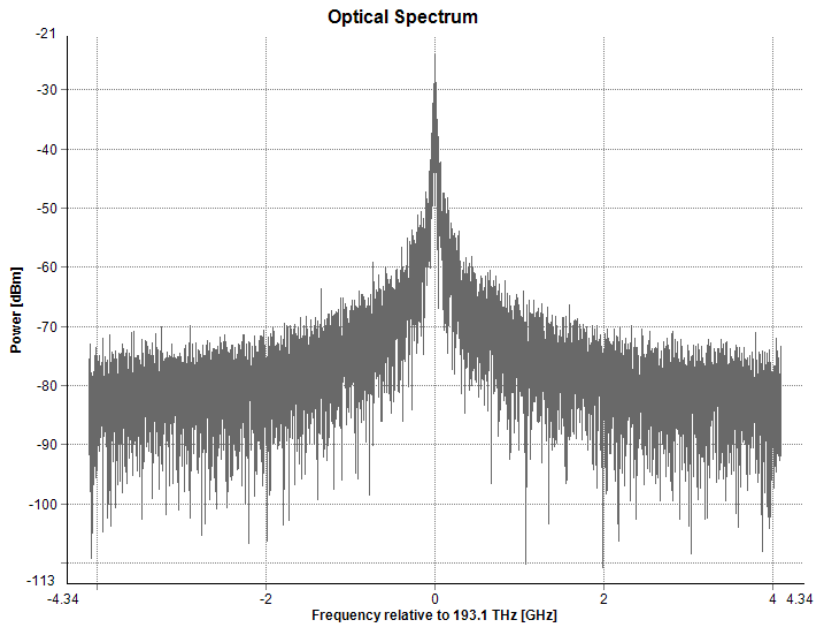 Optical Spectrum
-21
-30
-40
-50
-60
-70
-80
-90
-100
-113
Power [dBm]
-4.34 -2 0 2 4 4.34
Frequency relative to 193.1 THz [GHz]